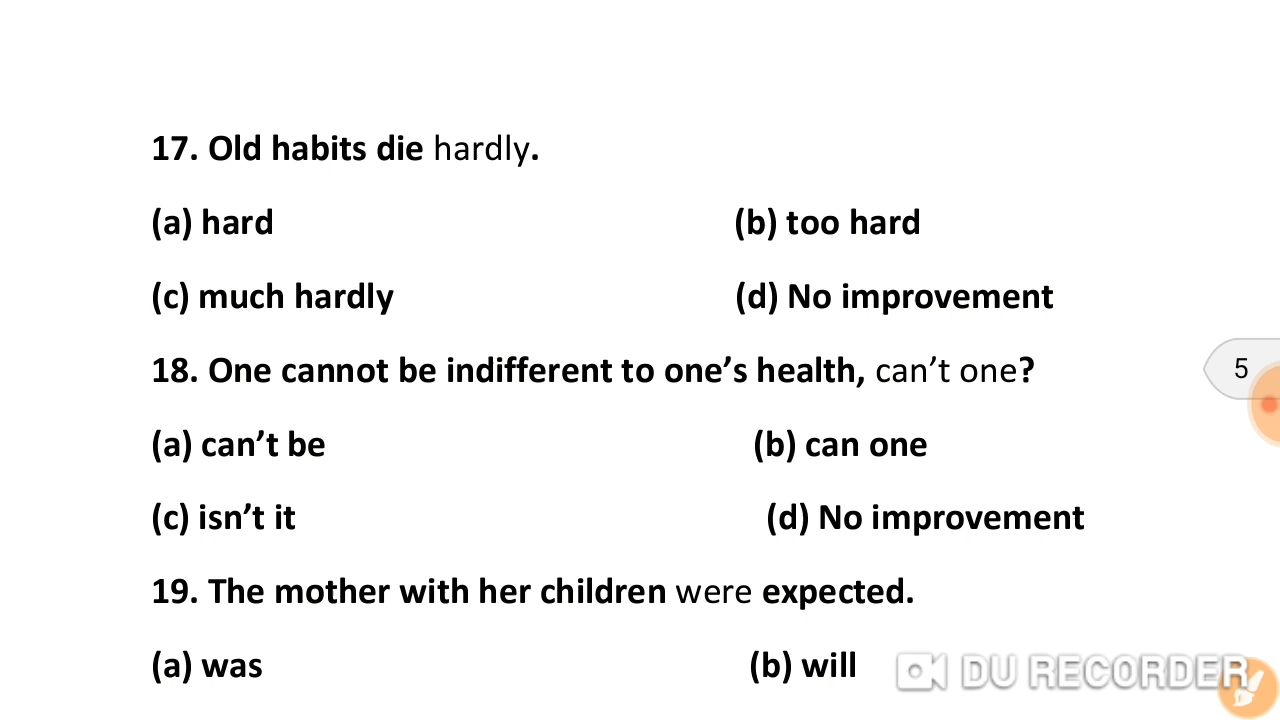 17. Old habits die hardly.
(a) hard (b) too hard
(c) much hardly (d) No improvement
18. One cannot be indifferent to one’s health, can’t one?
(a) can’t be (b) can one
(c) isn’t it (d) No improvement
19. The mother with her children were expected.
(a) was (b) will
5
DU RECORDER